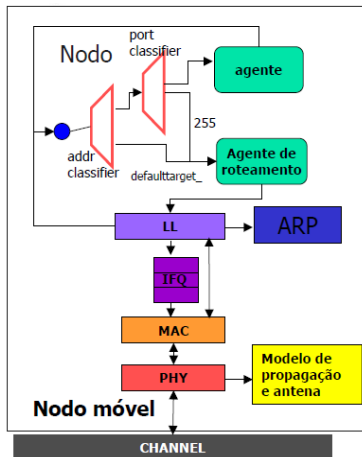 port
classifier
Nodo
agente
255
addr
classifier
defaulttarget_
Agente de
roteamento
LL
ARP
IFQ
MAC
PHY
Modelo de
propagação
e antena
Nodo móvel
CHANNEL